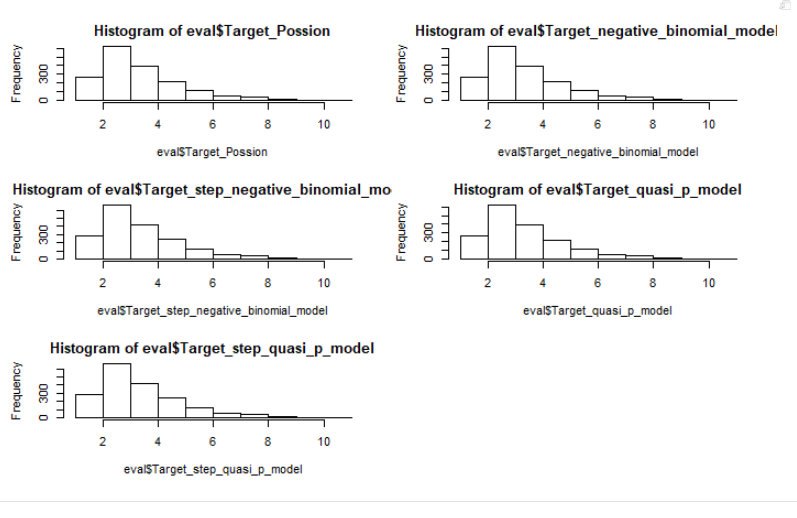 Histogram of eval$Target_Possion
Frequency
300
0
2 4 6 8 10
eval$Target_Possion
Histogram of eval$Target_negative_binomial_model
Frequency
300
0
2 4 6 8 10
eval$Target_negative_binomial_model
Histogram of eval$Target_step_negative_binomial_mo
Frequency
300
0
2 4 6 8 10
eval$Target_step_negative_binomial_model
Histogram of eval$Target_quasi_p_model
Frequency
300
0
2 4 6 8 10
eval$Target_quasi_p_model
Histogram of eval$Target_step_quasi_p_model
Frequency
300
0
2 4 6 8 10
eval$Target_step_quasi_p_model